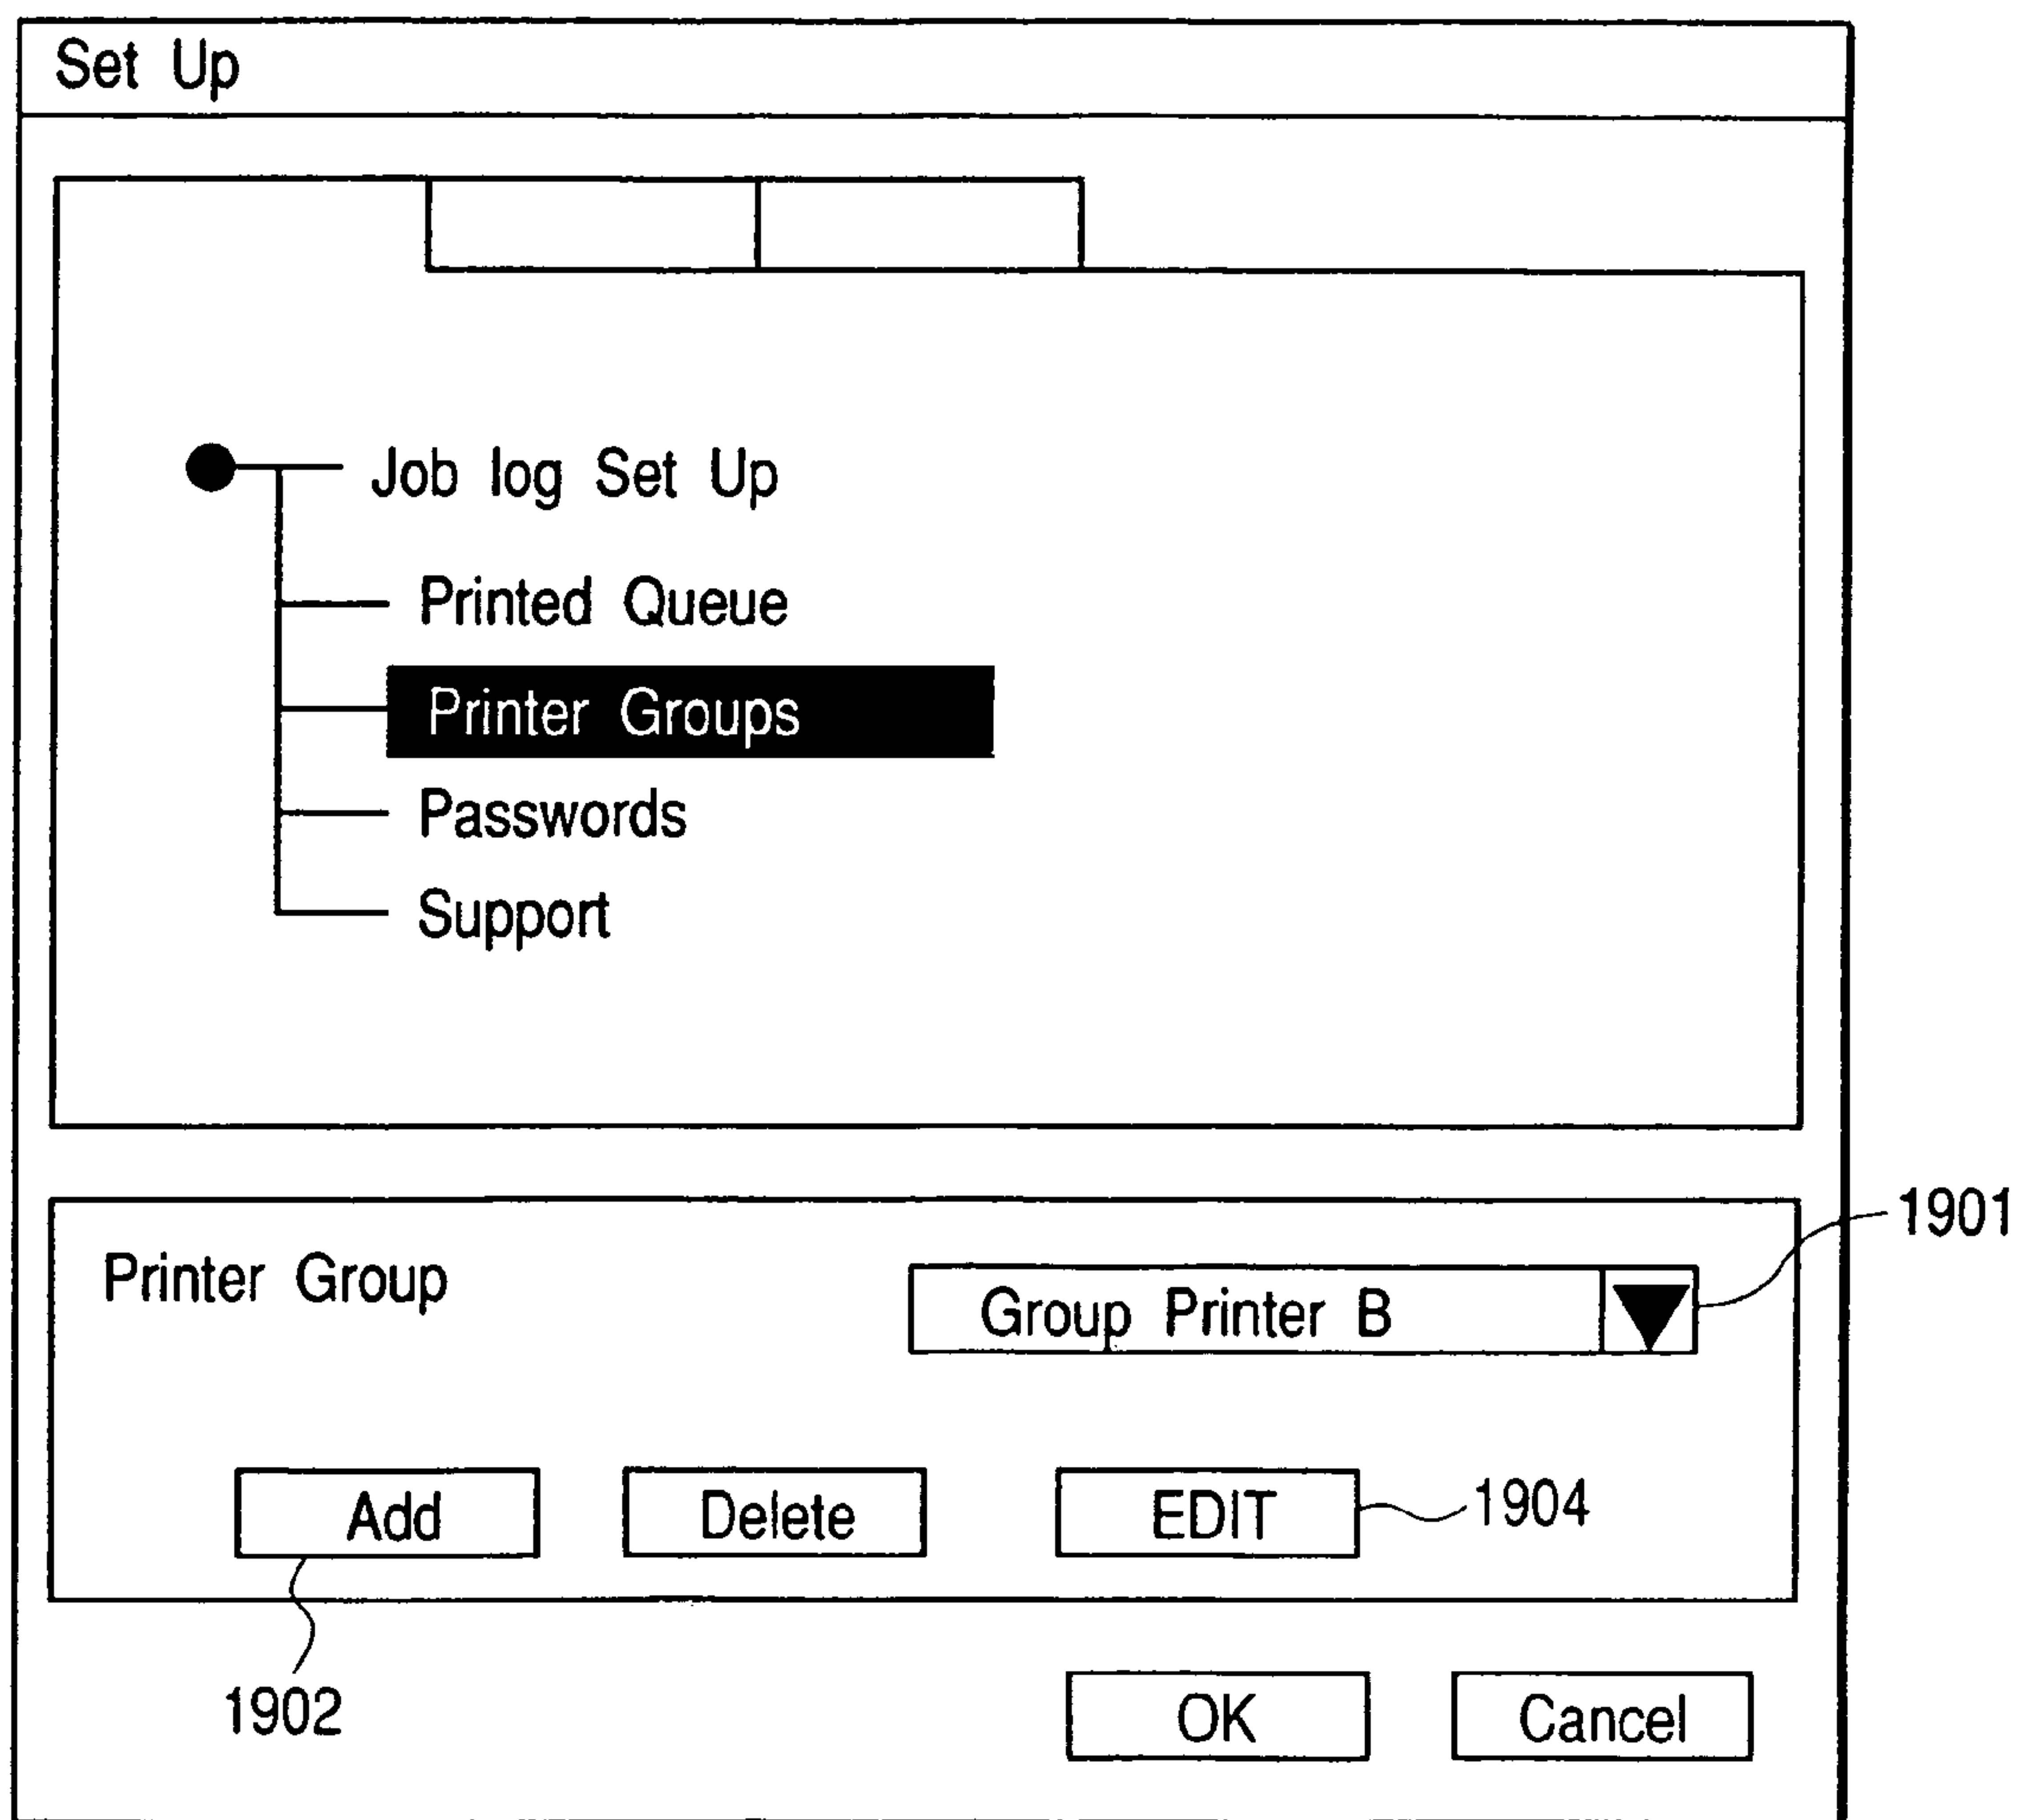 Set Up
Job log Set Up
Printed Queue
Printer Groups
Passwords
Support
1901
Printer Group
Group Printer B
Add
Delete
EDIT
1904
1902
OK
Cancel